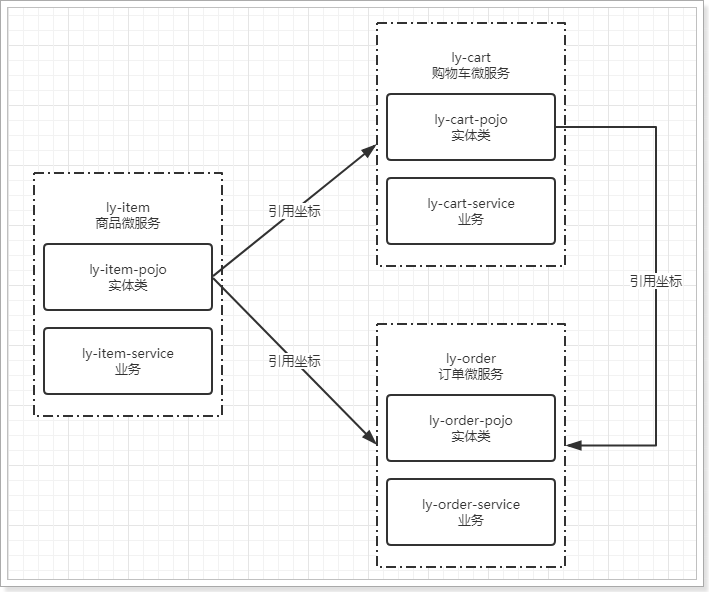 ly-cart
购物车微服务
ly-cart-pojo
实体类
ly-cart-service
业务
ly-item
商品微服务
ly-item-pojo
实体类
ly-item-service
业务
引用坐标
引用坐标
引用坐标
ly-order
订单微服务
ly-order-pojo
实体类
ly-order-service
业务